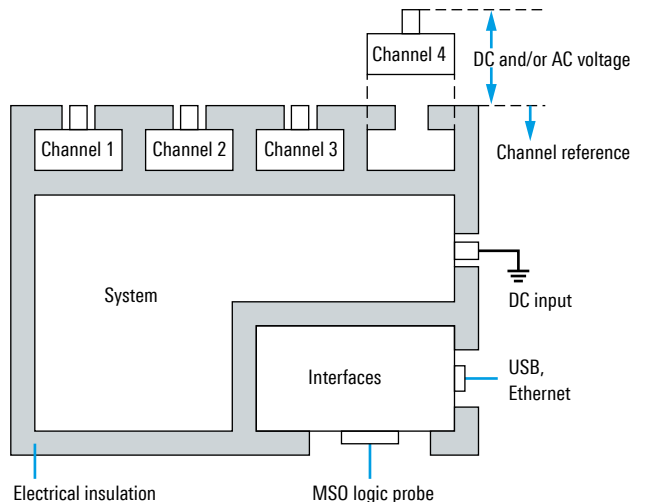 Channel 4
DC and/or AC voltage
Channel 1
Channel 2
Channel 3
Channel reference
System
DC input
Interfaces
USB,
Ethernet
Electrical insulation
MSO logic probe